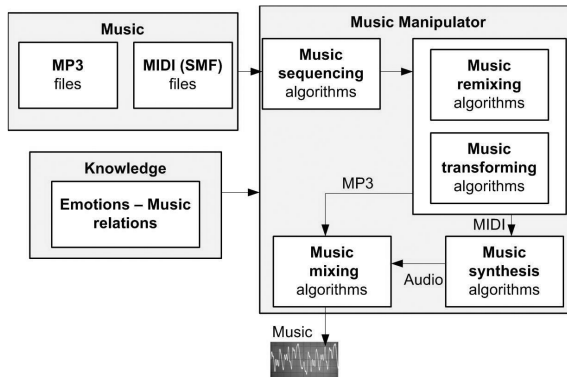 Music
MP3
files
MIDI (SMF)
files
Knowledge
Emotions – Music
relations
Music Manipulator
Music
sequencing
algorithms
Music
remixing
algorithms
Music
transforming
algorithms
MP3
MIDI
Music
mixing
algorithms
Audio
Music
synthesis
algorithms
Music